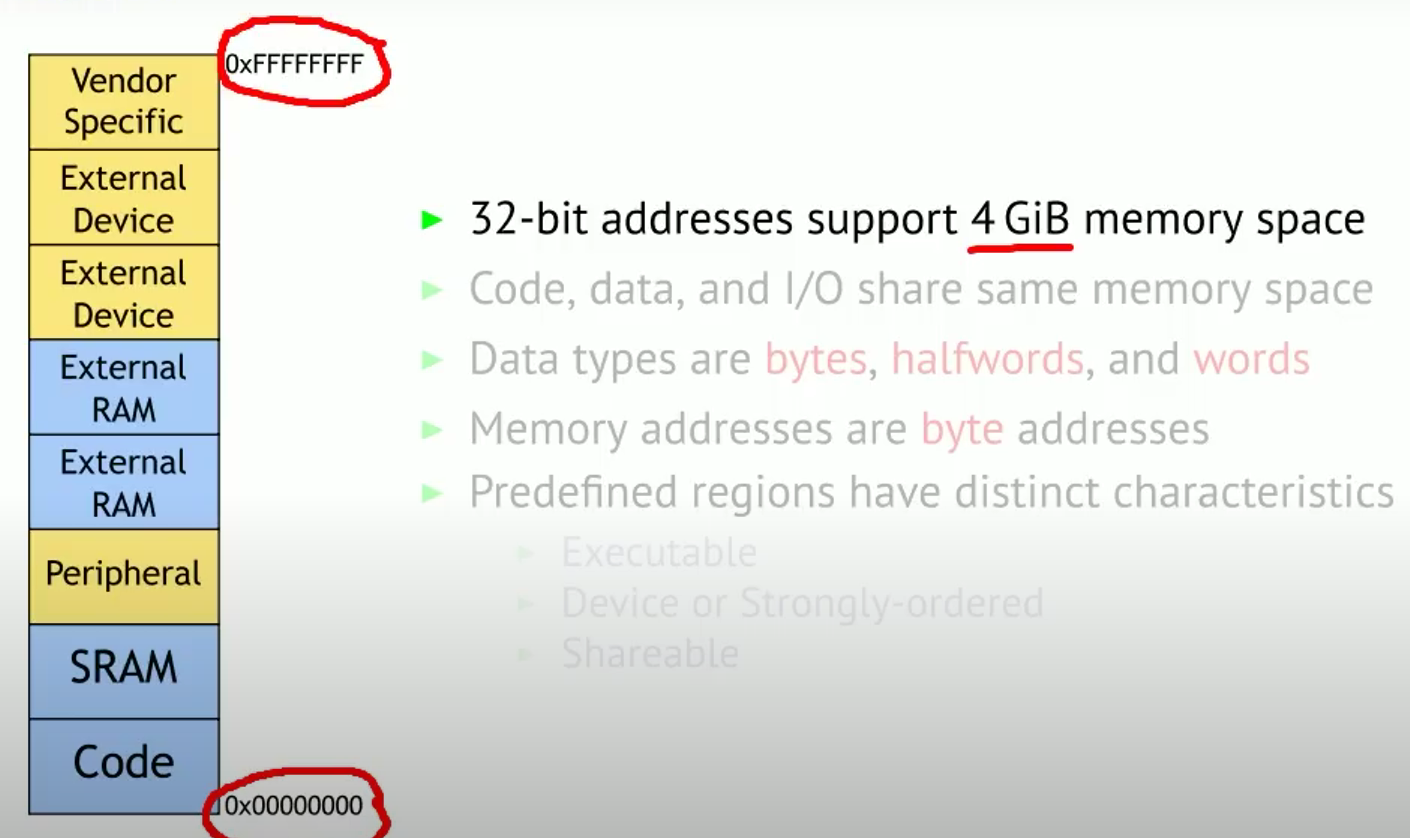 0xFFFFFFFF
Vendor
Specific
External
Device
External
Device
External
RAM
External
RAM
Peripheral
SRAM
Code
0x00000000
32-bit addresses support 4 GiB memory space
Code, data, and I/O share same memory space
Data types are bytes, halfwords, and words
Memory addresses are byte addresses
Predefined regions have distinct characteristics
Executable
Device or Strongly-ordered
Shareable